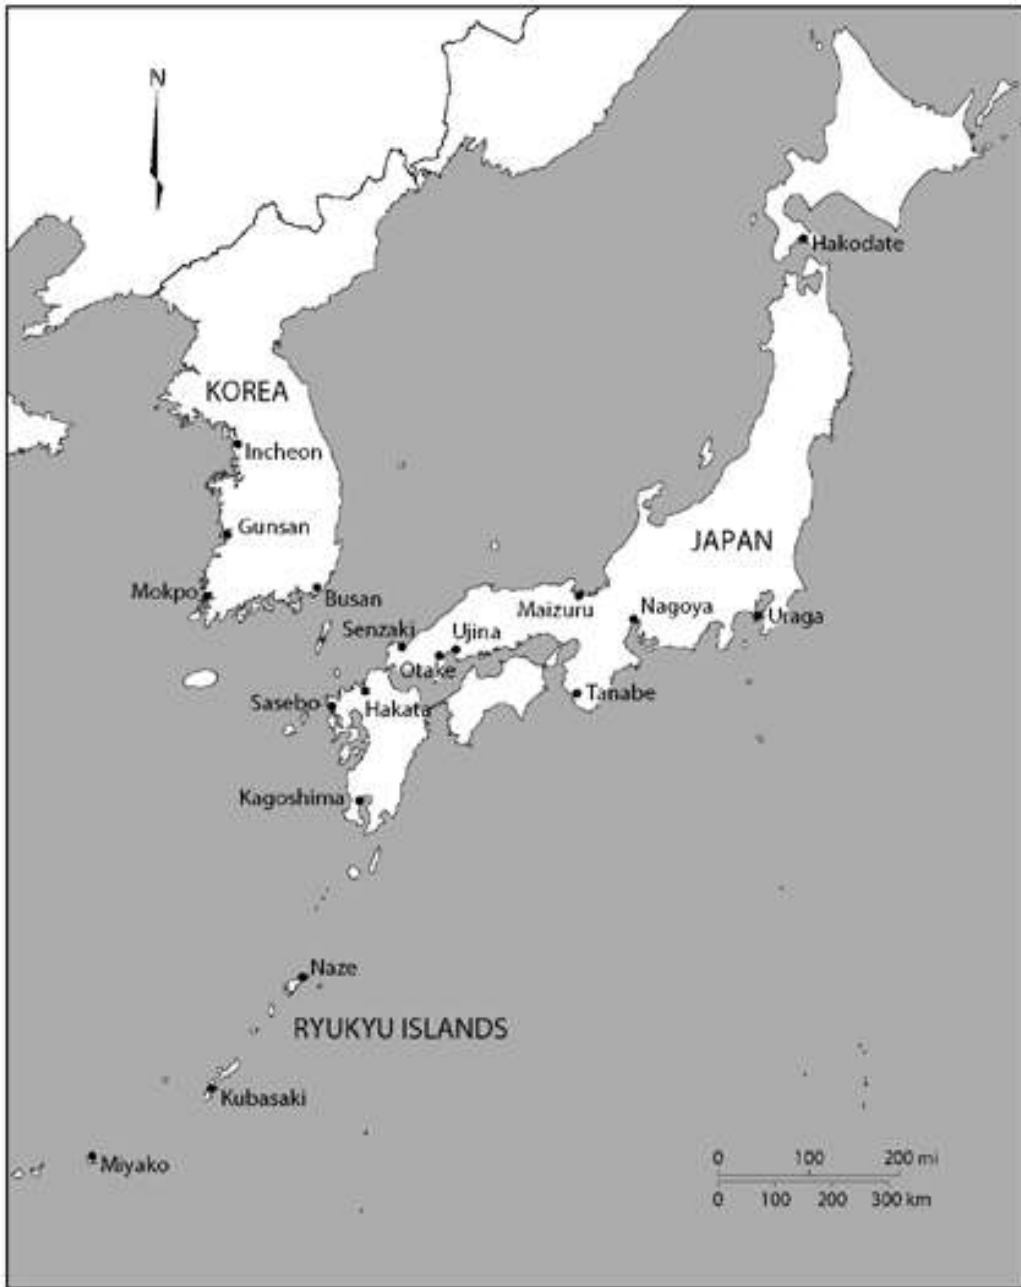 N
Hakodate
KOREA
Incheon
JAPAN
Gunsan
Mokpo
Busan
Maizuru
Nagoya
Uraga
Senzaki
Ujina
Otake
Tanabe
Sasebo
Hakata
Kagoshima
Naze
RYUKYU ISLANDS
Kubasaki
Miyako
0 100 200 mi
0 100 200 300 km